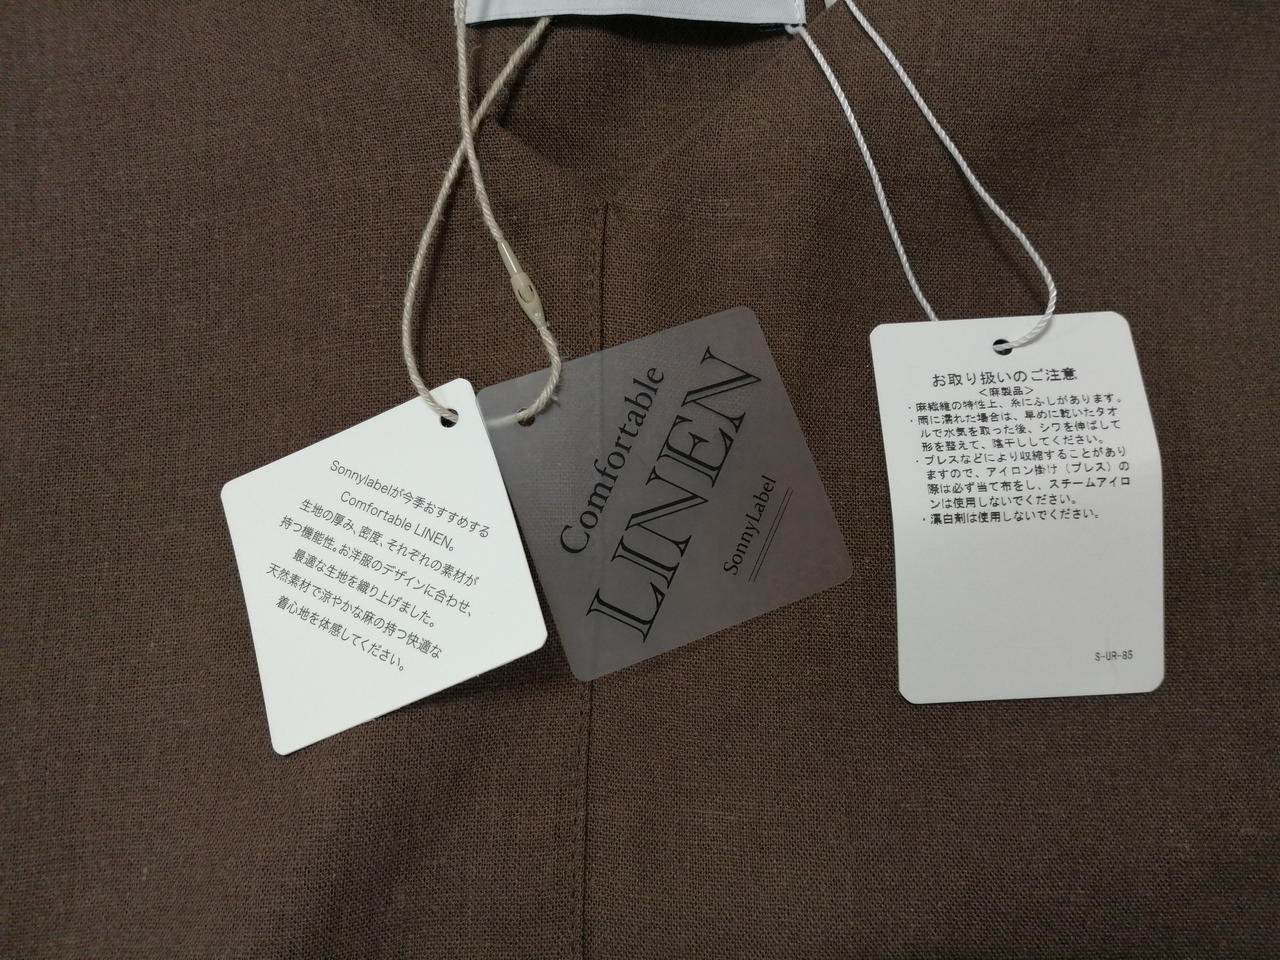 Sonnylabelが今季おすすめする
Comfortable LINEN。
生地の厚み、密度、それぞれの素材が
持つ機能性。お洋服のデザインに合わせ、
最適な生地を織り上げました。
天然素材で涼やかな麻の持つ快適な
着心地を体感してください。
Comfortable
LINEN
SonnyLabel
お取り扱いのご注意
<麻製品>
・麻繊維の特性上、糸にふしがあります。
・雨に濡れた場合は、早めに乾いたタオ
ルで水気を取った後、シワを伸ばして
形を整えて、陰干ししてください。
・プレスなどにより収縮することがあり
ますので、アイロン掛け（プレス）の
際は必ず当て布をし、スチームアイロ
ンは使用しないでください。
・漂白剤は使用しないでください。
S-UR-85